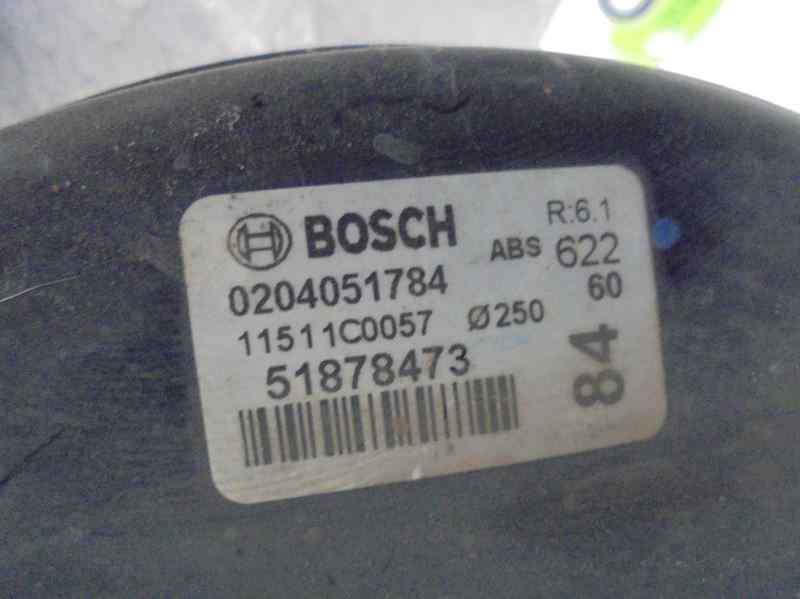 BOSCH
R:6.1
0204051784
ABS 622
11511C0057 Ø250
60
51878473
84